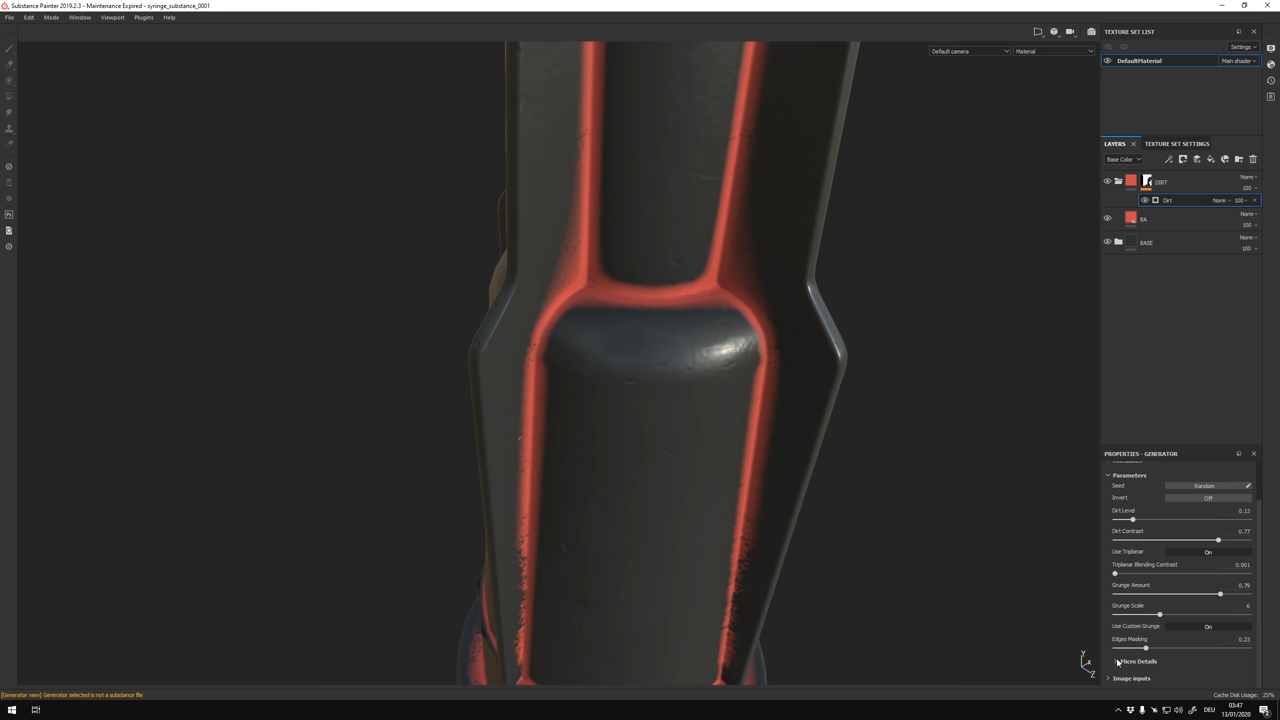 Substance Painter 2019.2.3 - Maintenance Expired - syringe_substance_0001
File Edit Mode Window Viewport Plugins Help
Default camera
Material
TEXTURE SET LIST
Settings
DefaultMaterial Main shader
LAYERS TEXTURE SET SETTINGS
Base Color
DIRT Norm
100
Dirt Norm 100
BA Norm
100
BASE Norm
100
PROPERTIES - GENERATOR
Parameters
Seed Random
Invert Off
Dirt Level 0.13
Dirt Contrast 0.77
Use Triplanar On
Triplanar Blending Contrast 0.001
Grunge Amount 0.79
Grunge Scale 6
Use Custom Grunge On
Edges Masking 0.23
Micro Details
Image inputs
Y
X
Z
[Generator view] Generator selected is not a substance file
Cache Disk Usage: 25%
DEU
03:47
13/01/2020